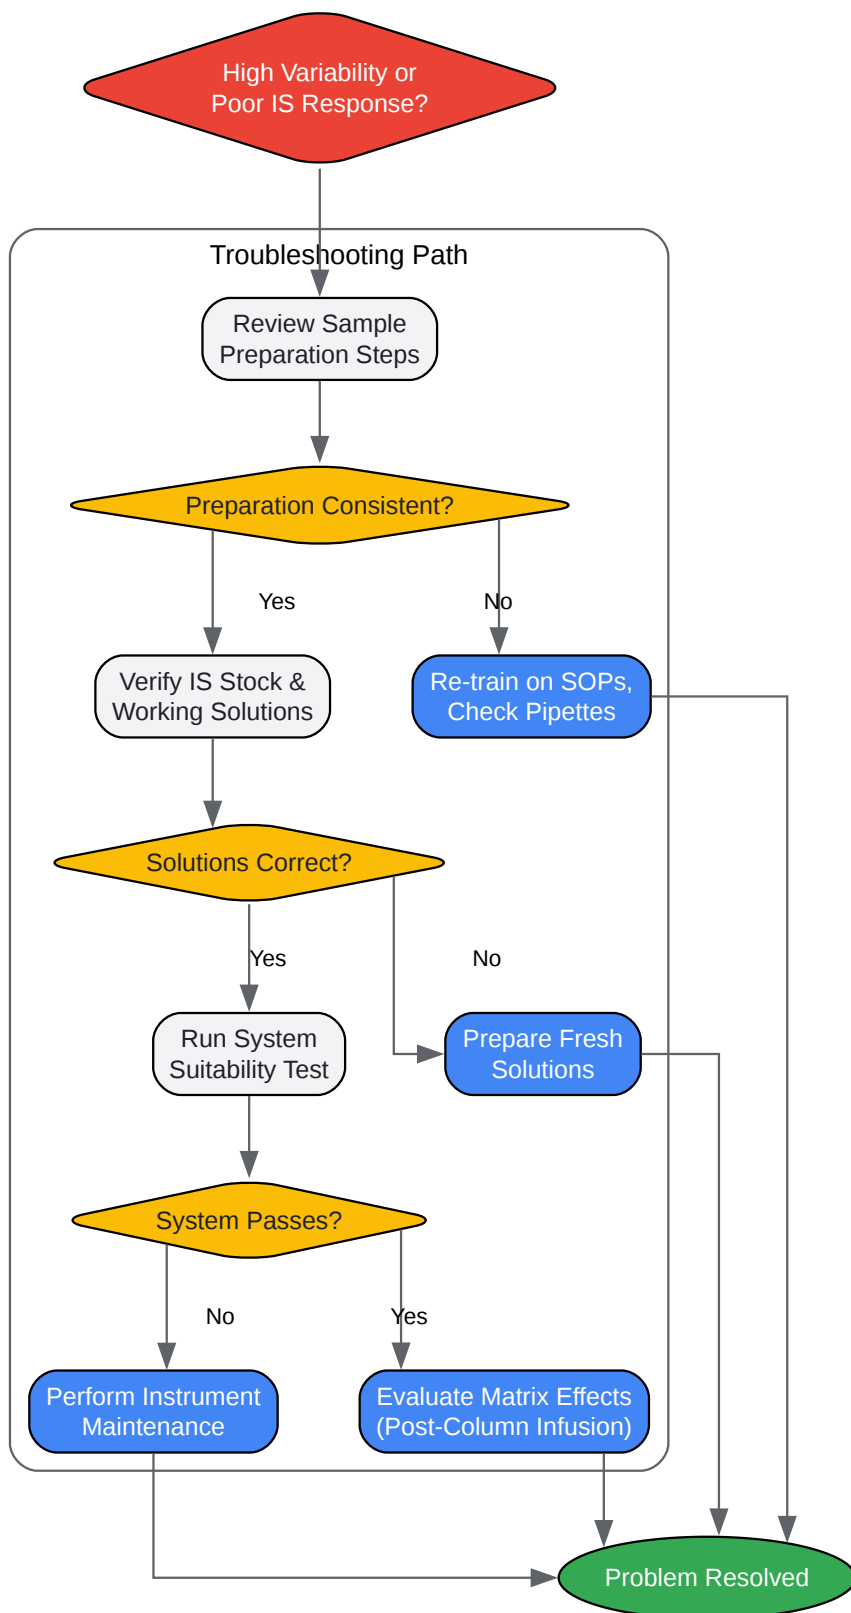 High Variability or
Poor IS Response?
Troubleshooting Path
Review Sample
Preparation Steps
Preparation Consistent?
Yes
No
Verify IS Stock &
Working Solutions
Re-train on SOPs,
Check Pipettes
Solutions Correct?
Yes
No
Run System
Suitability Test
Prepare Fresh
Solutions
System Passes?
No
Yes
Perform Instrument
Maintenance
Evaluate Matrix Effects
(Post-Column Infusion)
Problem Resolved